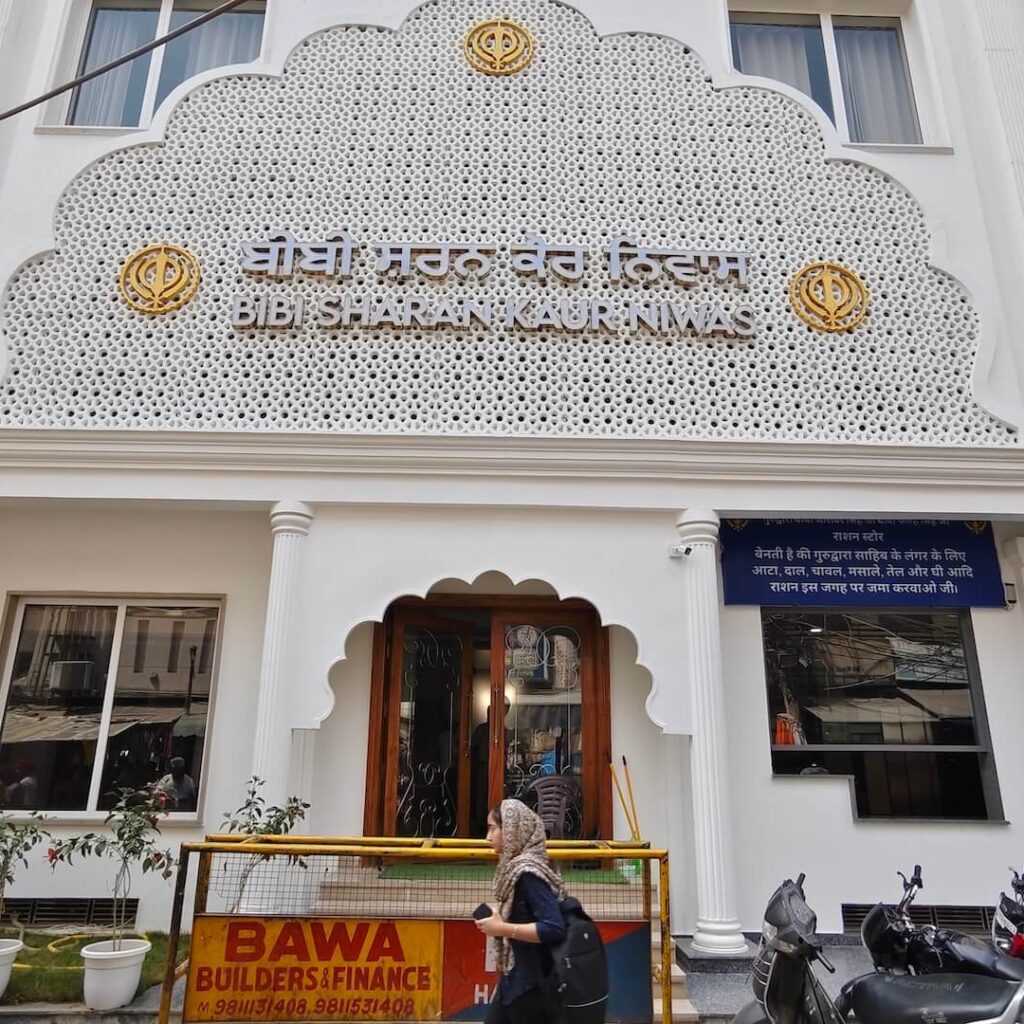 ਬੀਬੀ ਸਰਨ ਕੌਰ ਨਿਵਾਸ
BIBI SHARAN KAUR NIWAS
राशन स्टोर
बेनती है की गुरुद्वारा साहिब के लंगर के लिए
आटा, दाल, चावल, मसाले, तेल और घी आदि
राशन इस जगह पर जमा करवाओ जी।
BAWA
BUILDERS & FINANCE
M 9811131408, 9811531408